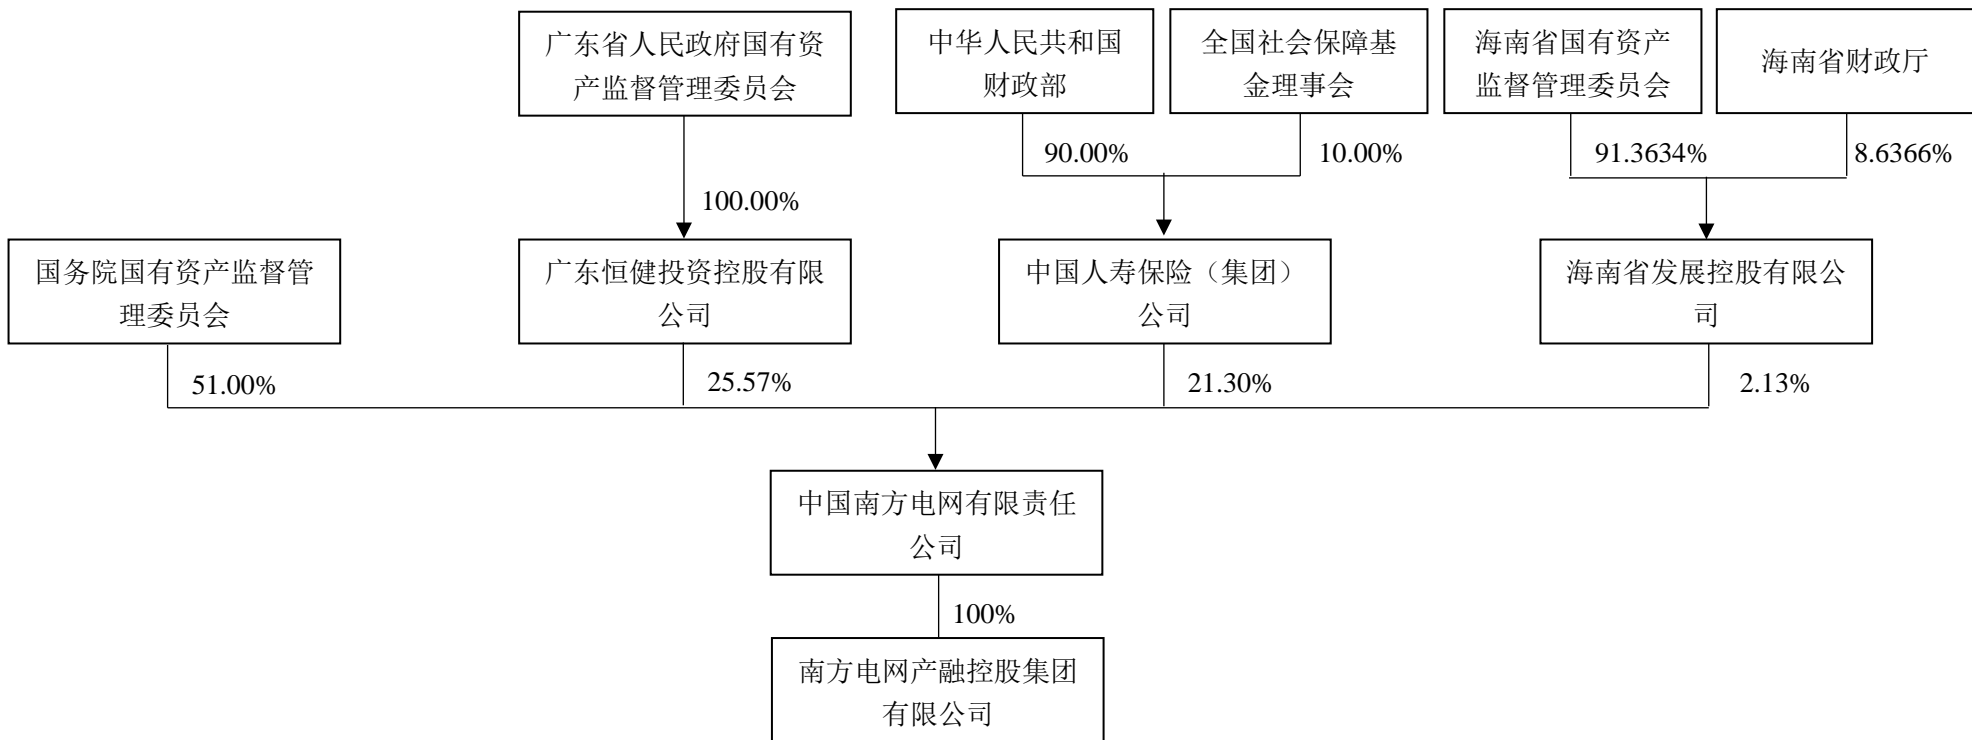 广东省人民政府国有资
产监督管理委员会
中华人民共和国
财政部
全国社会保障基
金理事会
海南省国有资产
监督管理委员会
海南省财政厅
90.00%
10.00%
91.3634%
8.6366%
100.00%
国务院国有资产监督管
理委员会
广东恒健投资控股有限
公司
中国人寿保险（集团）
公司
海南省发展控股有限公
司
51.00%
25.57%
21.30%
2.13%
中国南方电网有限责任
公司
100%
南方电网产融控股集团
有限公司